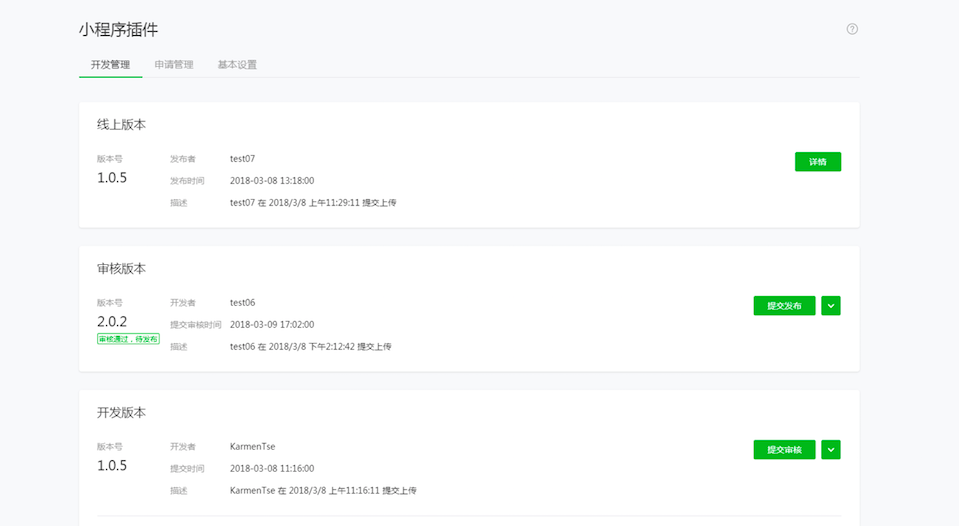 小程序插件
开发管理 申请管理 基本设置
线上版本
版本号 发布者 test07 详情
1.0.5
发布时间 2018-03-08 13:18:00
描述 test07 在 2018/3/8 上午11:29:11 提交上传
审核版本
版本号 开发者 test06 提交发布
2.0.2
提交审核时间 2018-03-09 17:02:00
审核通过，待发布
描述 test06 在 2018/3/8 下午2:12:42 提交上传
开发版本
版本号 开发者 KarmenTse 提交审核
1.0.5
提交时间 2018-03-08 11:16:00
描述 KarmenTse 在 2018/3/8 上午11:16:11 提交上传